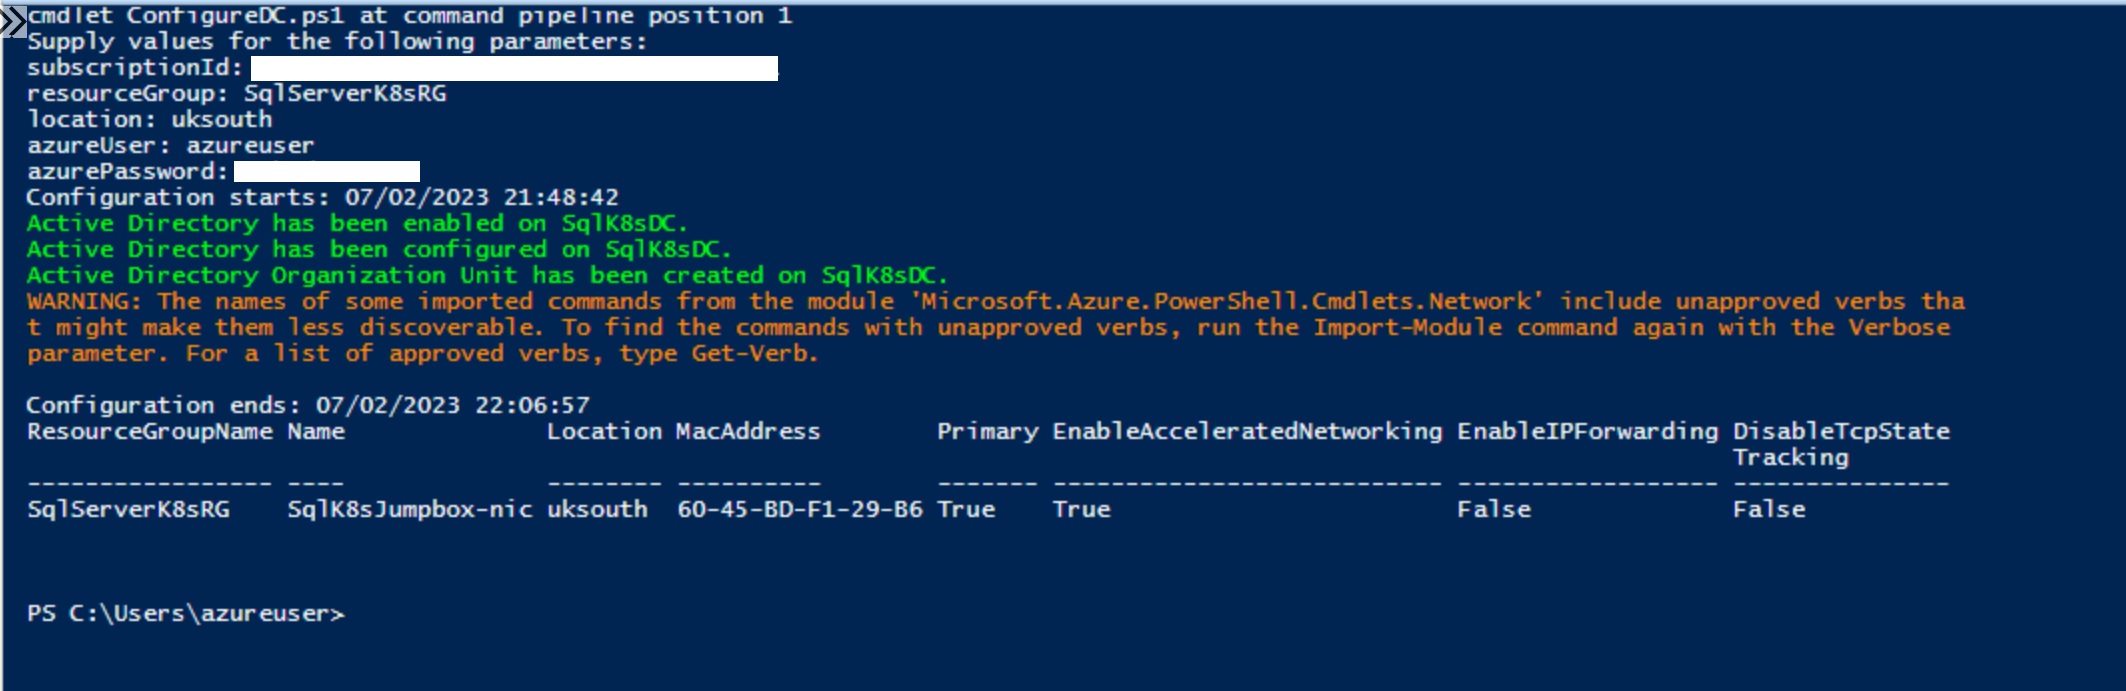 cmdlet ConfigureDC.ps1 at command pipeline position 1
Supply values for the following parameters:
subscriptionId:
resourceGroup: SqlServerK8sRG
location: uksouth
azureUser: azureuser
azurePassword:
Configuration starts: 07/02/2023 21:48:42
Active Directory has been enabled on SqlK8sDC.
Active Directory has been configured on SqlK8sDC.
Active Directory Organization Unit has been created on SqlK8sDC.
WARNING: The names of some imported commands from the module 'Microsoft.Azure.PowerShell.Cmdlets.Network' include unapproved verbs tha
t might make them less discoverable. To find the commands with unapproved verbs, run the Import-Module command again with the Verbose
parameter. For a list of approved verbs, type Get-Verb.
Configuration ends: 07/02/2023 22:06:57
ResourceGroupName Name              Location MacAddress        Primary EnableAcceleratedNetworking EnableIPForwarding DisableTcpState
Tracking
----------------- ----              -------- ----------        ------- --------------------------- ------------------ ---------------
SqlServerK8sRG    SqlK8sJumpbox-nic uksouth  60-45-BD-F1-29-B6 True    True                        False              False
PS C:\Users\azureuser>